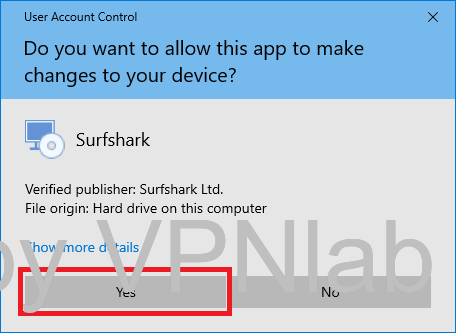 User Account Control
Do you want to allow this app to make
changes to your device?
Surfshark
Verified publisher: Surfshark Ltd.
File origin: Hard drive on this computer
Show more details
by VPNlab
Yes
No